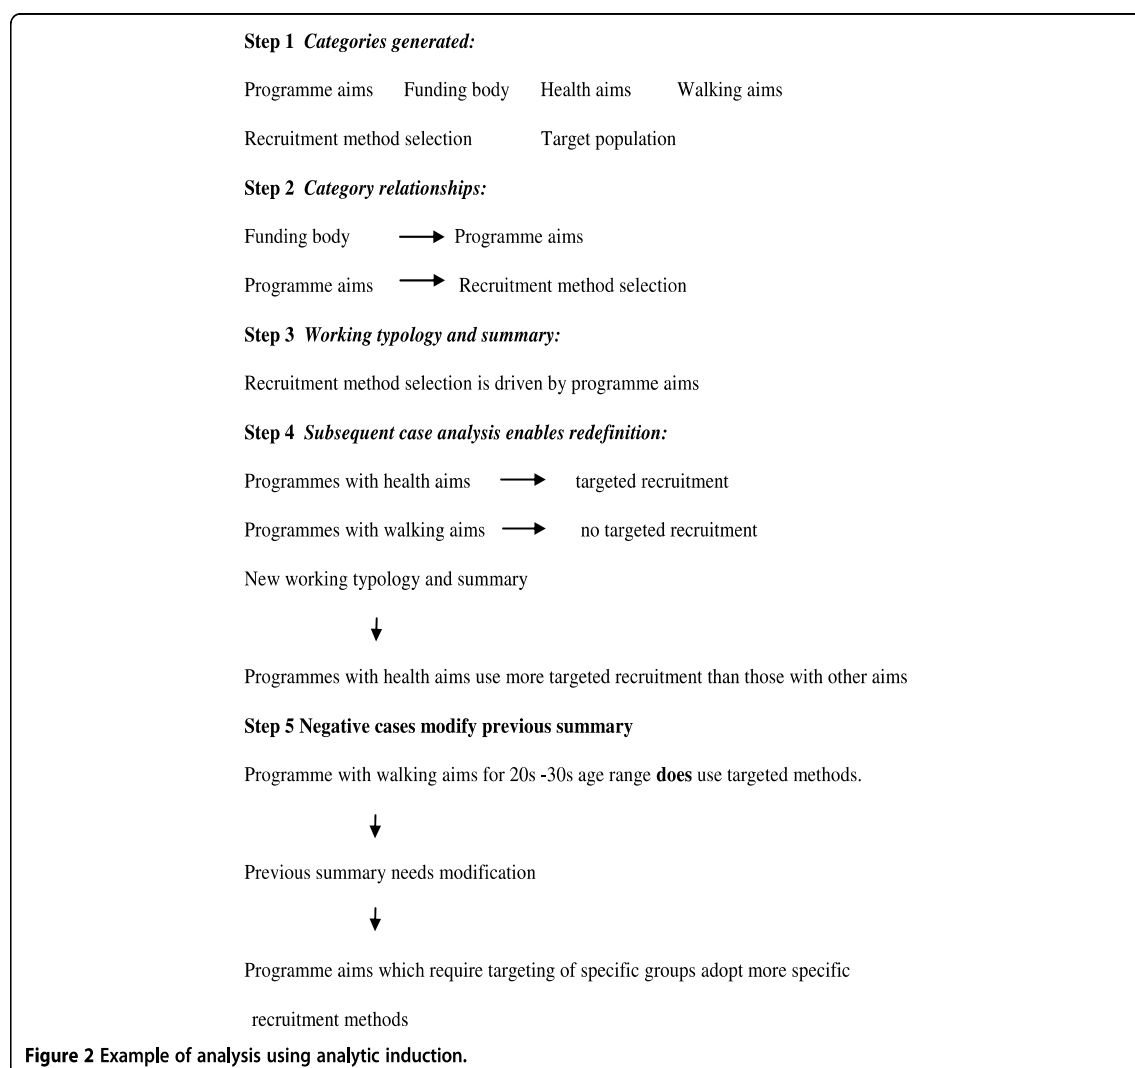 Step 1 Categories generated:
Programme aims Funding body Health aims Walking aims
Recruitment method selection Target population
Step 2 Category relationships:
Funding body → Programme aims
Programme aims → Recruitment method selection
Step 3 Working typology and summary:
Recruitment method selection is driven by programme aims
Step 4 Subsequent case analysis enables redefinition:
Programmes with health aims → targeted recruitment
Programmes with walking aims → no targeted recruitment
New working typology and summary
↓
Programmes with health aims use more targeted recruitment than those with other aims
Step 5 Negative cases modify previous summary
Programme with walking aims for 20s -30s age range does use targeted methods.
↓
Previous summary needs modification
↓
Programme aims which require targeting of specific groups adopt more specific
recruitment methods
Figure 2 Example of analysis using analytic induction.